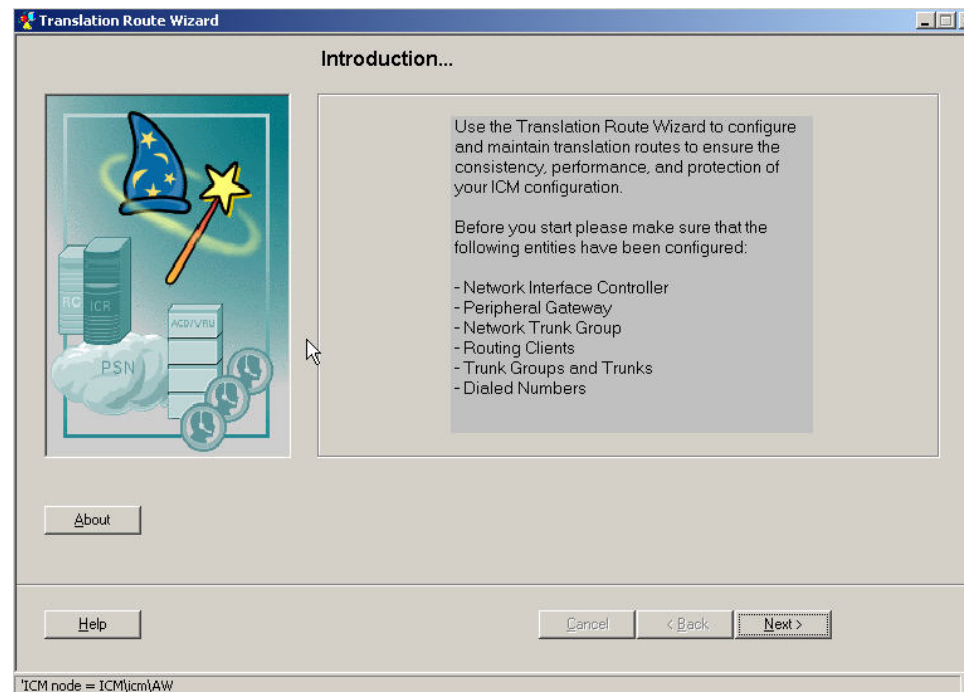 Translation Route Wizard
Introduction...
Use the Translation Route Wizard to configure
and maintain translation routes to ensure the
consistency, performance, and protection of
your ICM configuration.
Before you start please make sure that the
following entities have been configured:
- Network Interface Controller
- Peripheral Gateway
- Network Trunk Group
- Routing Clients
- Trunk Groups and Trunks
- Dialed Numbers
RC
ICR
ACD/VRU
PSN
About
Help
Cancel
< Back
Next >
'ICM node = ICM\icm\AW